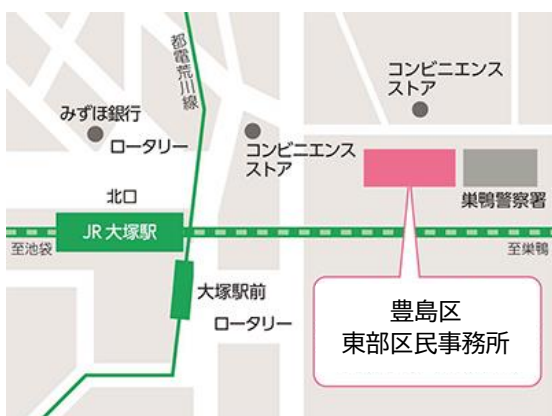 都電荒川線
コンビニエンス
ストア
みずほ銀行
ロータリー
コンビニエンス
ストア
北口
巣鴨警察署
JR大塚駅
至池袋
至巣鴨
大塚駅前
ロータリー
豊島区
東部区民事務所